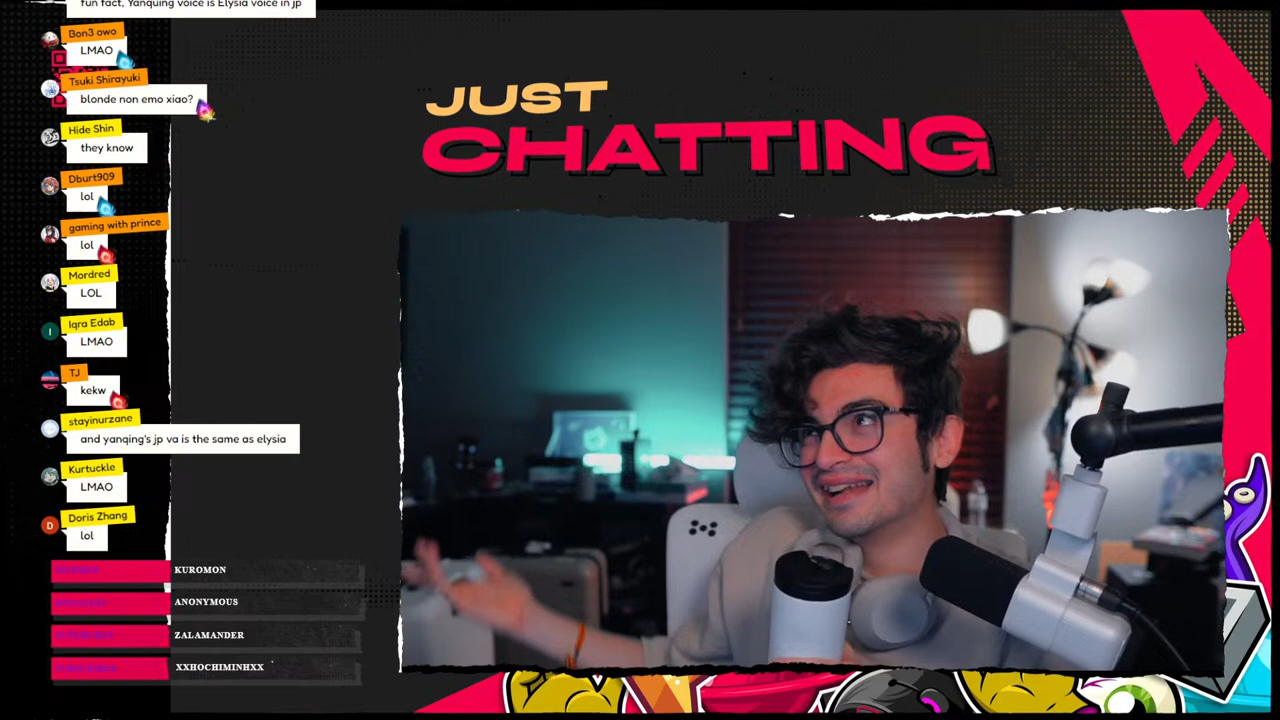 fun fact, Yanquing voice is Elysia voice in jp
Bon3 owo
LMAO
Tsuki Shirayuki
blonde non emo xiao?
Hide Shin
they know
Dburt909
lol
gaming with prince
lol
Mordred
LOL
I
Iqra Edab
LMAO
TJ
kekw
stayinurzane
and yanqing's jp va is the same as elysia
Kurtuckle
LMAO
D
Doris Zhang
lol
KUROMON
ANONYMOUS
ZALAMANDER
XXHOCHIMINHXX
JUST
CHATTING